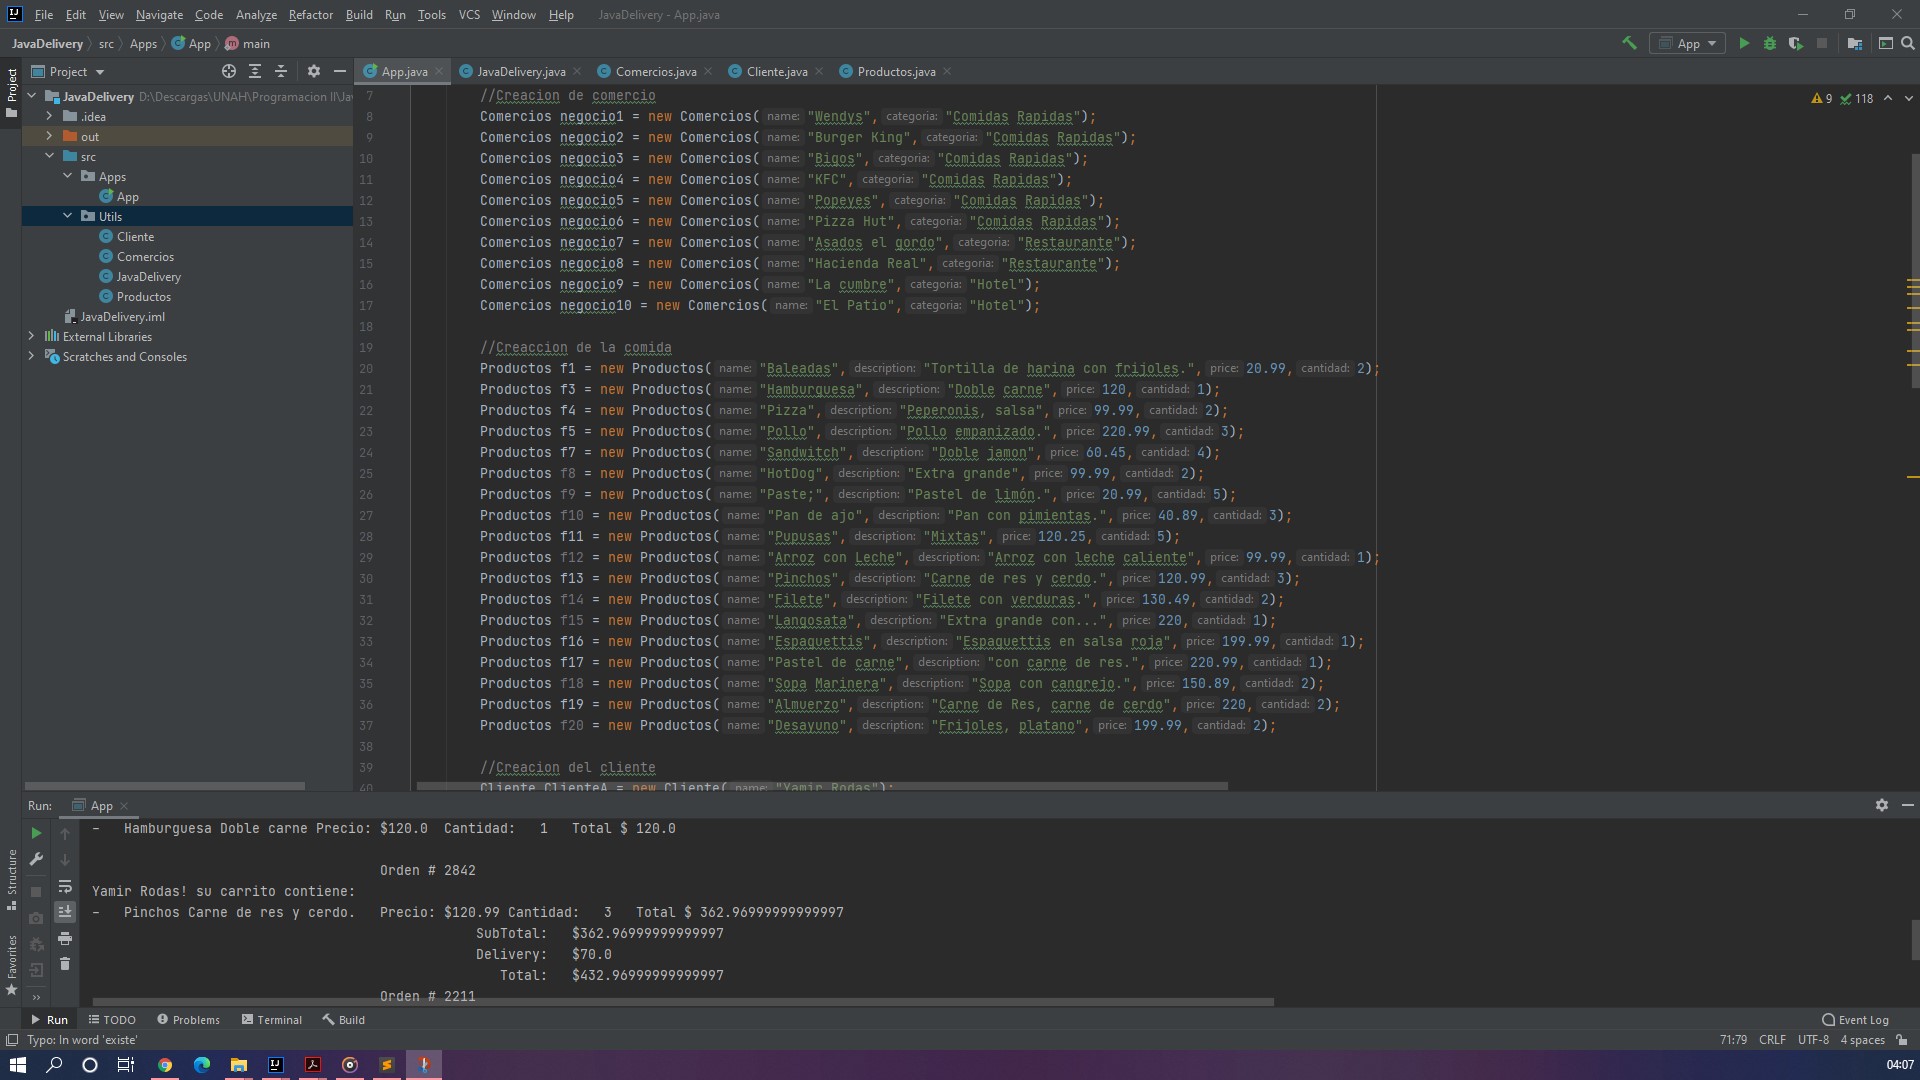 File Edit View Navigate Code Analyze Refactor Build Run Tools VCS Window Help JavaDelivery - App.java
JavaDelivery src Apps App main
App
Project
App.java JavaDelivery.java Comercios.java Cliente.java Productos.java
Project
JavaDelivery D:\Descargas\UNAH\Programacion II\Jav
.idea
out
src
Apps
App
Utils
Cliente
Comercios
JavaDelivery
Productos
JavaDelivery.iml
External Libraries
Scratches and Consoles
9 118
7 //Creacion de comercio
8 Comercios negocio1 = new Comercios( name: "Wendys", categoria: "Comidas Rapidas");
9 Comercios negocio2 = new Comercios( name: "Burger King", categoria: "Comidas Rapidas");
10 Comercios negocio3 = new Comercios( name: "Bigos", categoria: "Comidas Rapidas");
11 Comercios negocio4 = new Comercios( name: "KFC", categoria: "Comidas Rapidas");
12 Comercios negocio5 = new Comercios( name: "Popeyes", categoria: "Comidas Rapidas");
13 Comercios negocio6 = new Comercios( name: "Pizza Hut", categoria: "Comidas Rapidas");
14 Comercios negocio7 = new Comercios( name: "Asados el gordo", categoria: "Restaurante");
15 Comercios negocio8 = new Comercios( name: "Hacienda Real", categoria: "Restaurante");
16 Comercios negocio9 = new Comercios( name: "La cumbre", categoria: "Hotel");
17 Comercios negocio10 = new Comercios( name: "El Patio", categoria: "Hotel");
18
19 //Creaccion de la comida
20 Productos f1 = new Productos( name: "Baleadas", description: "Tortilla de harina con frijoles.", price: 20.99, cantidad: 2);
21 Productos f3 = new Productos( name: "Hamburguesa", description: "Doble carne", price: 120, cantidad: 1);
22 Productos f4 = new Productos( name: "Pizza", description: "Peperonis, salsa", price: 99.99, cantidad: 2);
23 Productos f5 = new Productos( name: "Pollo", description: "Pollo empanizado.", price: 220.99, cantidad: 3);
24 Productos f7 = new Productos( name: "Sandwitch", description: "Doble jamon", price: 60.45, cantidad: 4);
25 Productos f8 = new Productos( name: "HotDog", description: "Extra grande", price: 99.99, cantidad: 2);
26 Productos f9 = new Productos( name: "Paste;", description: "Pastel de limón.", price: 20.99, cantidad: 5);
27 Productos f10 = new Productos( name: "Pan de ajo", description: "Pan con pimientas.", price: 40.89, cantidad: 3);
28 Productos f11 = new Productos( name: "Pupusas", description: "Mixtas", price: 120.25, cantidad: 5);
29 Productos f12 = new Productos( name: "Arroz con Leche", description: "Arroz con leche caliente", price: 99.99, cantidad: 1);
30 Productos f13 = new Productos( name: "Pinchos", description: "Carne de res y cerdo.", price: 120.99, cantidad: 3);
31 Productos f14 = new Productos( name: "Filete", description: "Filete con verduras.", price: 130.49, cantidad: 2);
32 Productos f15 = new Productos( name: "Langosata", description: "Extra grande con...", price: 220, cantidad: 1);
33 Productos f16 = new Productos( name: "Espaguettis", description: "Espaguettis en salsa roja", price: 199.99, cantidad: 1);
34 Productos f17 = new Productos( name: "Pastel de carne", description: "con carne de res.", price: 220.99, cantidad: 1);
35 Productos f18 = new Productos( name: "Sopa Marinera", description: "Sopa con cangrejo.", price: 150.89, cantidad: 2);
36 Productos f19 = new Productos( name: "Almuerzo", description: "Carne de Res, carne de cerdo", price: 220, cantidad: 2);
37 Productos f20 = new Productos( name: "Desayuno", description: "Frijoles, platano", price: 199.99, cantidad: 2);
38
39 //Creacion del cliente
40 Cliente ClienteA = new Cliente( name: "Yamir Rodas");
Run: App
- Hamburguesa Doble carne Precio: $120.0 Cantidad: 1 Total $ 120.0
Orden # 2842
Yamir Rodas! su carrito contiene:
- Pinchos Carne de res y cerdo. Precio: $120.99 Cantidad: 3 Total $ 362.96999999999997
SubTotal: $362.96999999999997
Delivery: $70.0
Total: $432.96999999999997
Orden # 2211
Structure
Favorites
Run TODO Problems Terminal Build Event Log
Typo: In word 'existe' 71:79 CRLF UTF-8 4 spaces
04:07